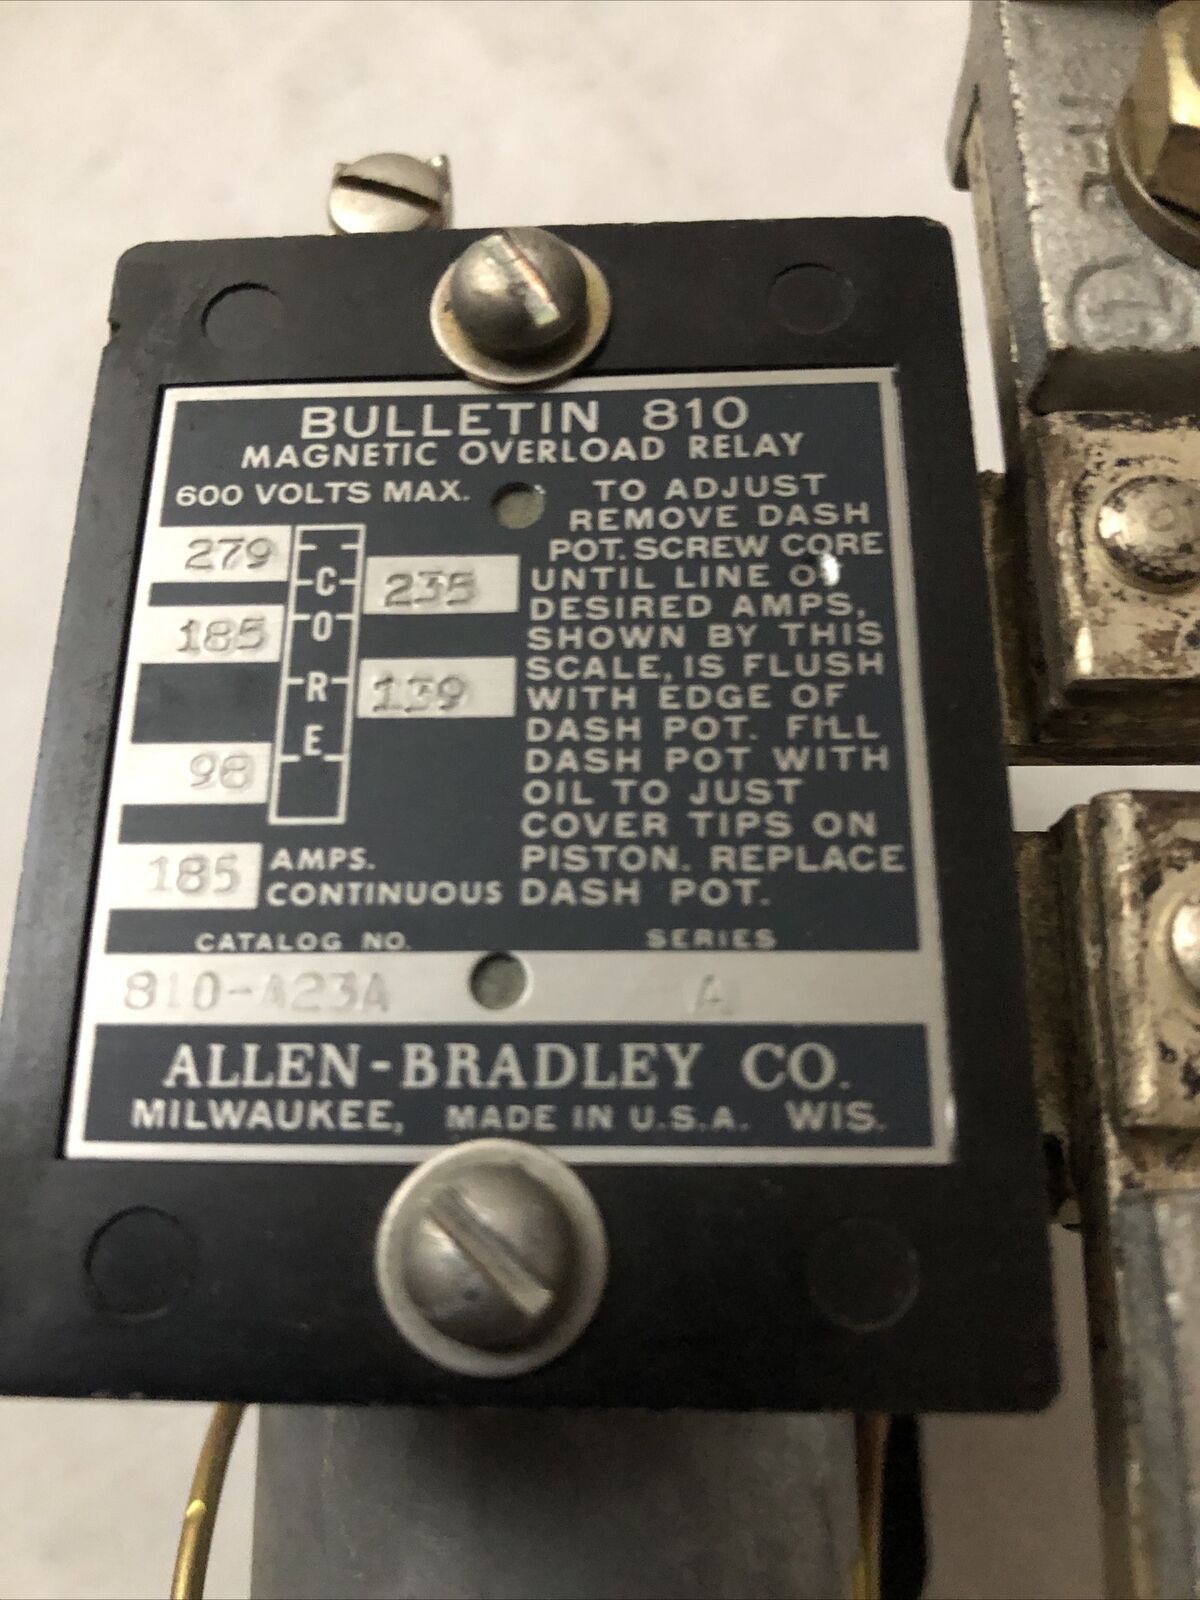 BULLETIN 810
MAGNETIC OVERLOAD RELAY
600 VOLTS MAX.
279
185
98
CORE
235
139
185 AMPS.
CONTINUOUS
TO ADJUST
REMOVE DASH
POT. SCREW CORE
UNTIL LINE OF
DESIRED AMPS,
SHOWN BY THIS
SCALE, IS FLUSH
WITH EDGE OF
DASH POT. FILL
DASH POT WITH
OIL TO JUST
COVER TIPS ON
PISTON. REPLACE
DASH POT.
CATALOG NO. SERIES
810-A23A A
ALLEN-BRADLEY CO.
MILWAUKEE, MADE IN U.S.A. WIS.